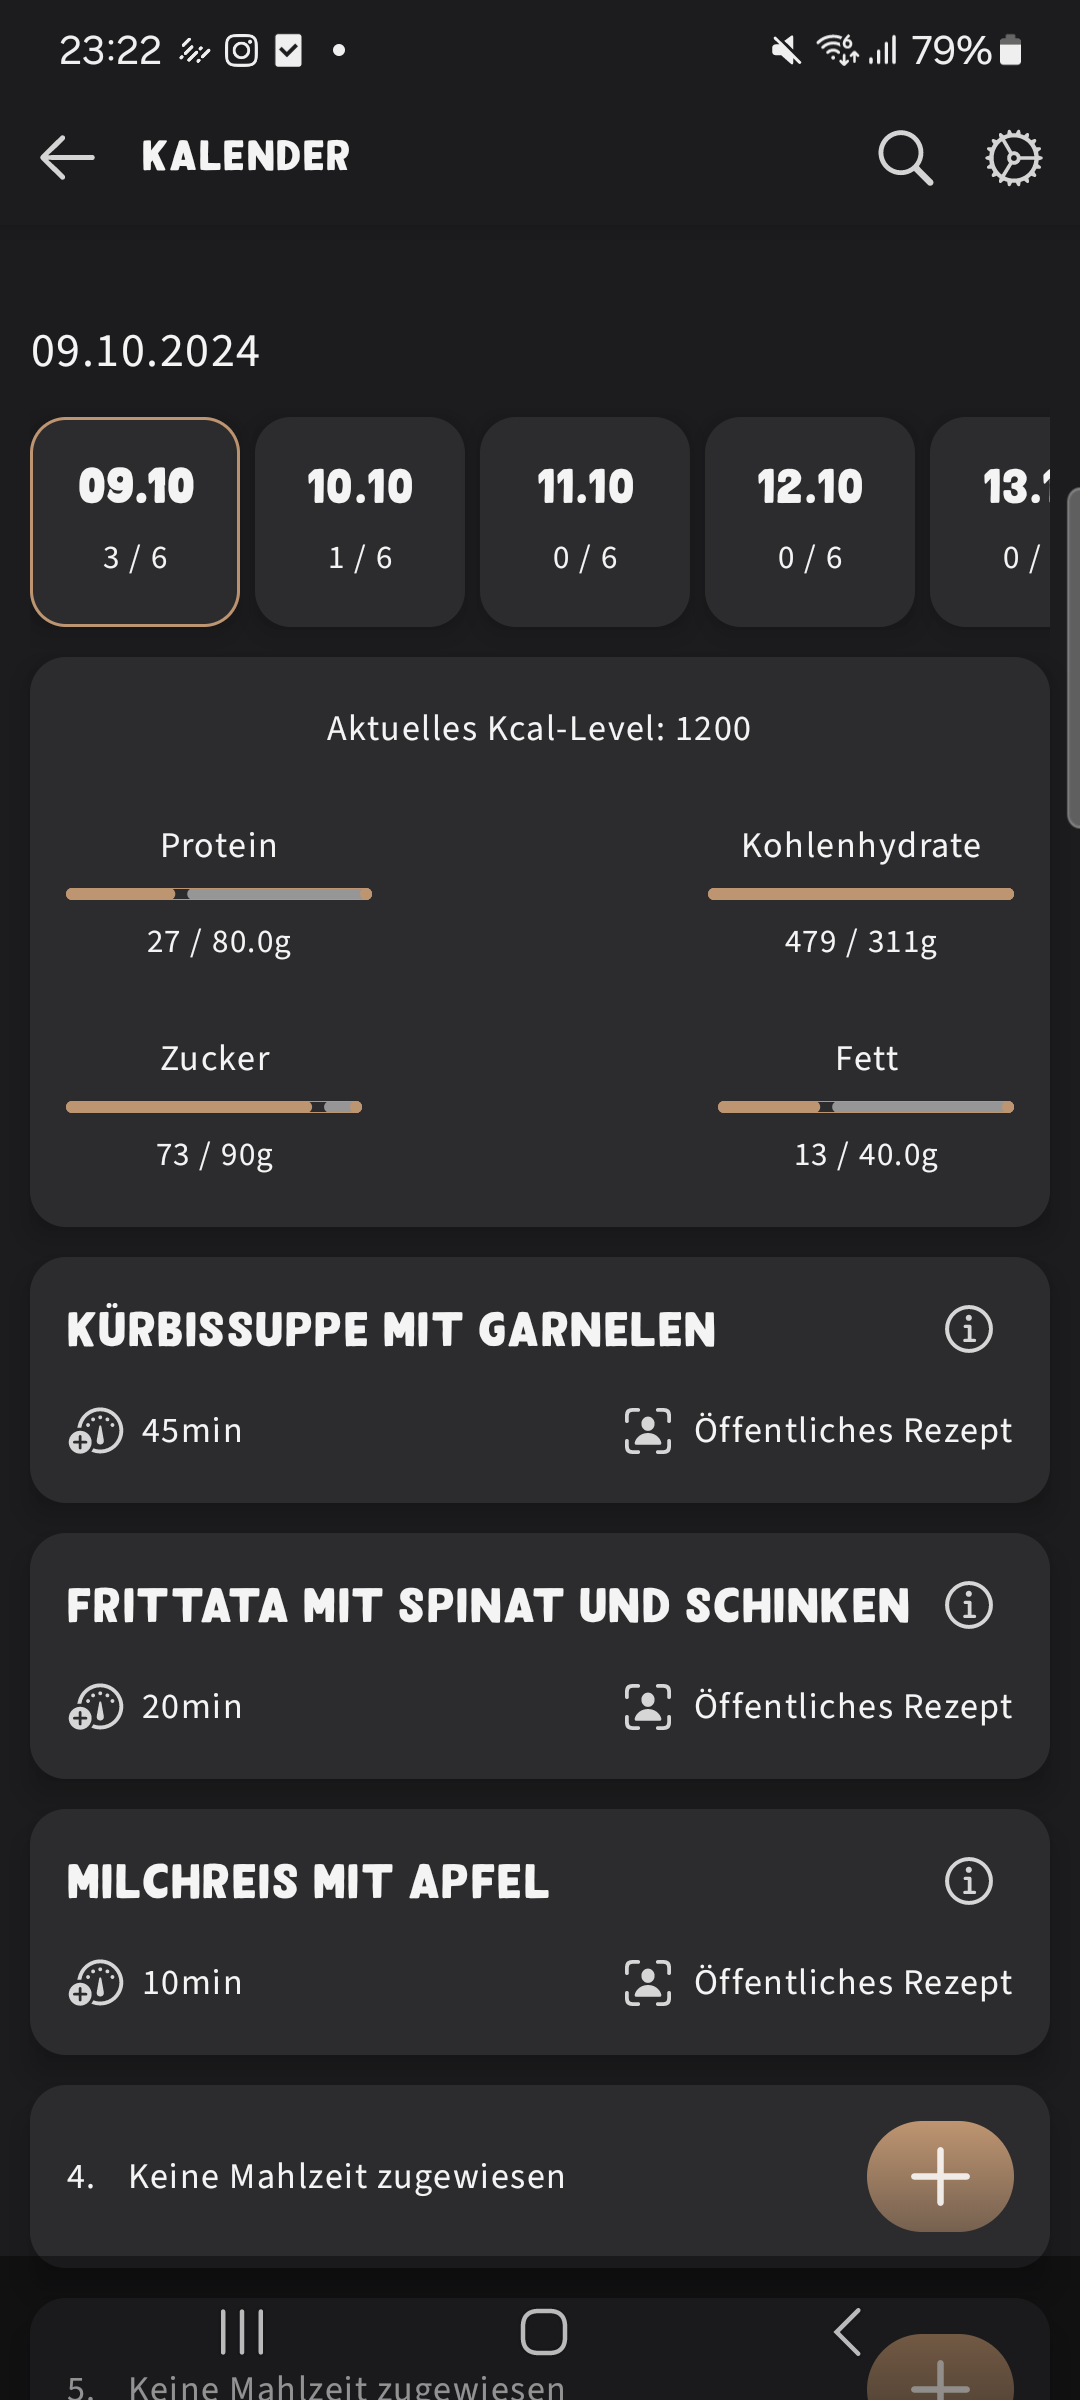 23:22
79%
KALENDER
09.10.2024
09.10
10.10
11.10
12.10
13.1
3 / 6
1 / 6
0 / 6
0 / 6
0 /
Aktuelles Kcal-Level: 1200
Protein
Kohlenhydrate
27 / 80.0g
479 / 311g
Zucker
Fett
73 / 90g
13 / 40.0g
KÜRBISSUPPE MIT GARNELEN
45min
Öffentliches Rezept
FRITTATA MIT SPINAT UND SCHINKEN
20min
Öffentliches Rezept
MILCHREIS MIT APFEL
10min
Öffentliches Rezept
4. Keine Mahlzeit zugewiesen
5. Keine Mahlzeit zugewiesen